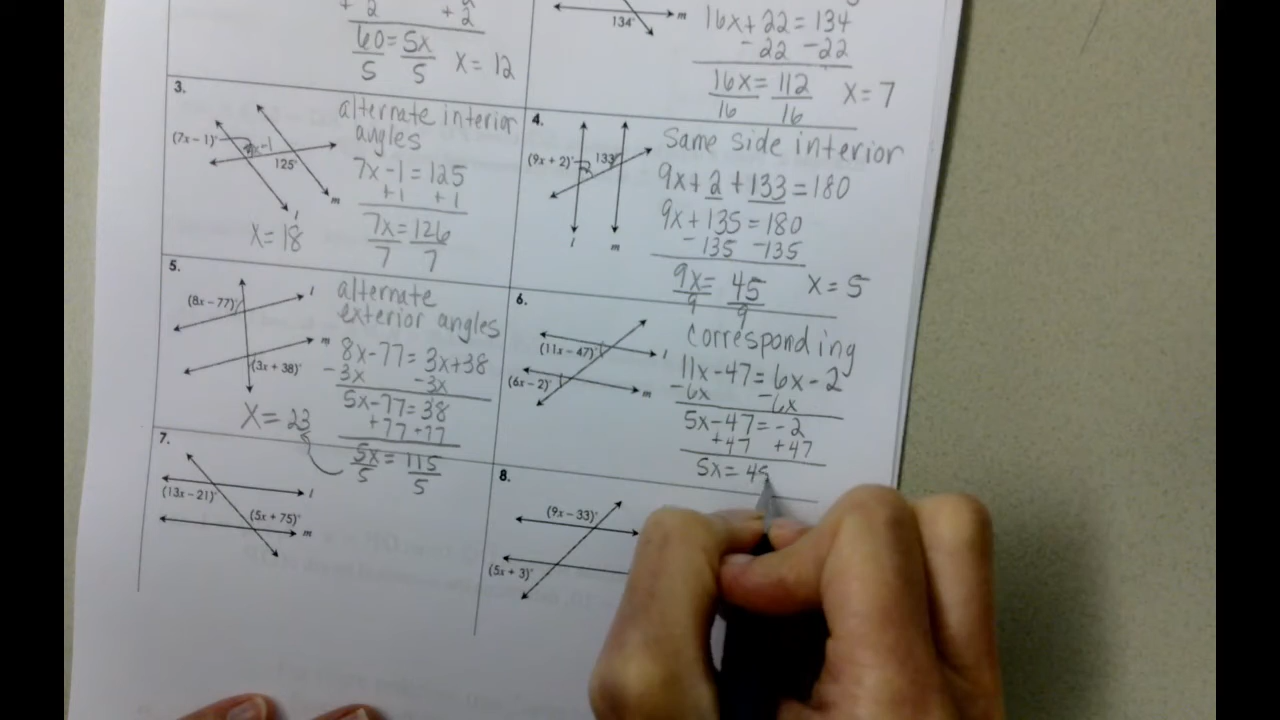 + 2 + 2
60 = 5x
5 5
x = 12
134°
m
16x + 22 = 134
- 22 - 22
16x = 112
16 16
x = 7
3.
(7x − 1)°
125°
l
m
alternate interior
angles
7x - 1 = 125
+1 +1
7x = 126
7 7
x = 18
4.
(9x + 2)°
133°
l
m
Same side interior
9x + 2 + 133 = 180
9x + 135 = 180
- 135 - 135
9x = 45
9 9
x = 5
5.
(8x − 77)°
(3x + 38)°
l
m
alternate
exterior angles
8x - 77 = 3x + 38
- 3x - 3x
5x - 77 = 38
+77 +77
5x = 115
5 5
x = 23
6.
(11x − 47)°
(6x − 2)°
l
m
corresponding
11x - 47 = 6x - 2
- 6x - 6x
5x - 47 = -2
+47 +47
5x = 45
7.
(13x − 21)°
(5x + 75)°
l
m
8.
(9x − 33)°
(5x + 3)°